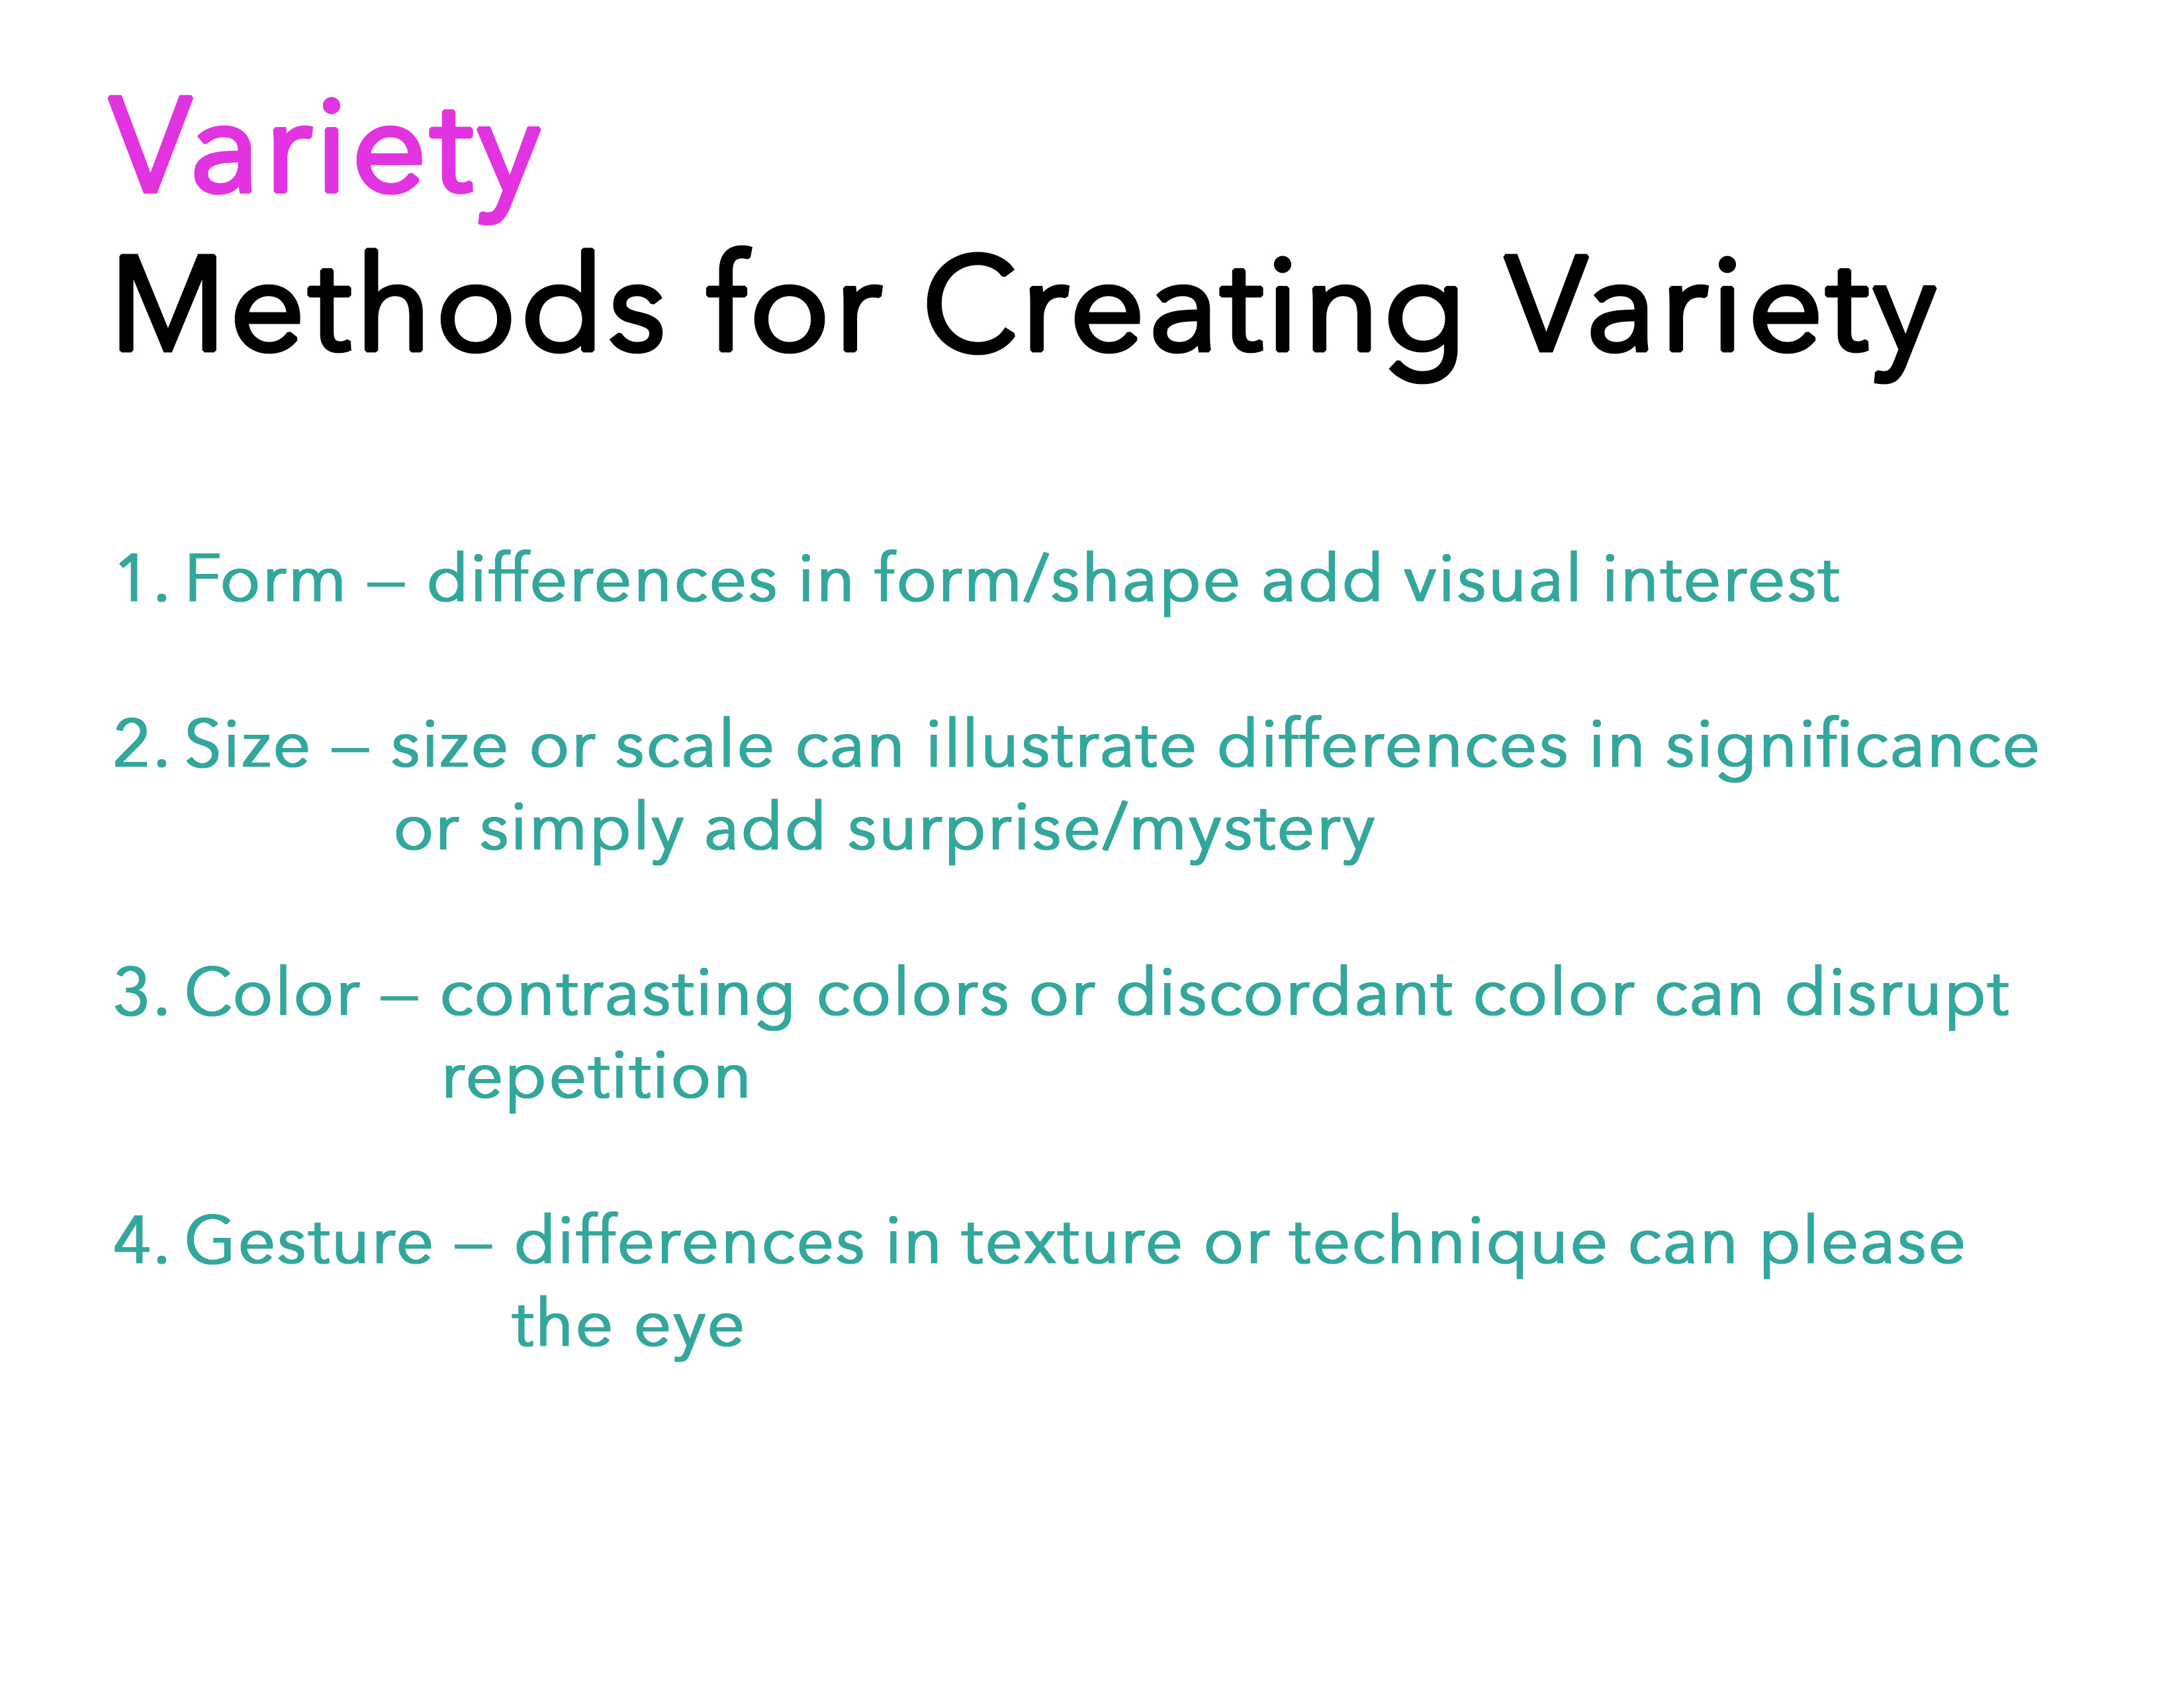 Variety
Methods for Creating Variety
1. Form — differences in form/shape add visual interest
2. Size — size or scale can illustrate differences in significance
or simply add surprise/mystery
3. Color — contrasting colors or discordant color can disrupt
repetition
4. Gesture — differences in texture or technique can please
the eye